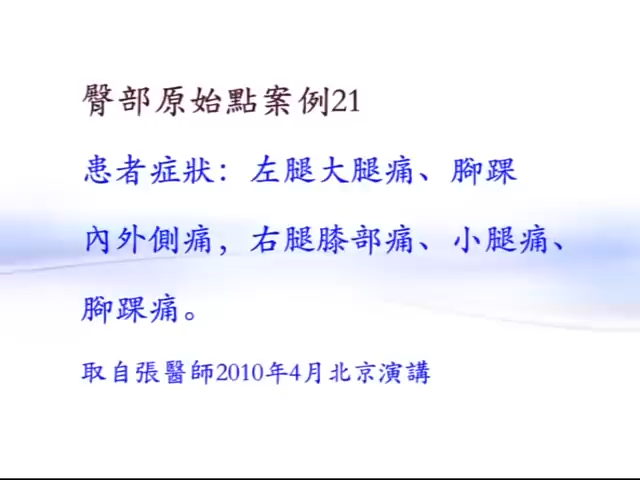 臀部原始點案例21
患者症狀：左腿大腿痛、腳踝
內外側痛，右腿膝部痛、小腿痛、
腳踝痛。
取自張醫師2010年4月北京演講